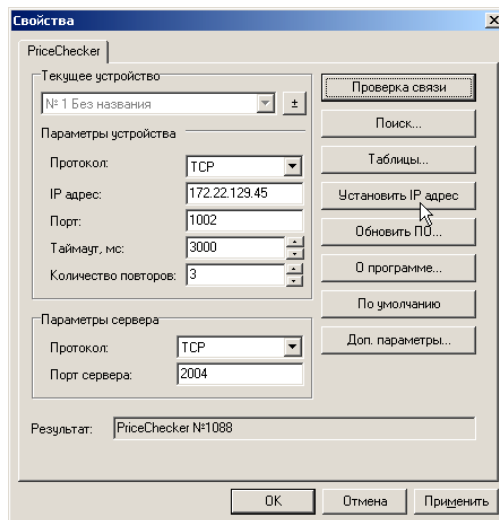 Свойства
PriceChecker
Текущее устройство
№ 1 Без названия
±
Параметры устройства
Протокол:
TCP
IP адрес:
172.22.129.45
Порт:
1002
Таймаут, мс:
3000
Количество повторов:
3
Параметры сервера
Протокол:
TCP
Порт сервера:
2004
Проверка связи
Поиск...
Таблицы...
Установить IP адрес
Обновить ПО...
О программе...
По умолчанию
Доп. параметры...
Результат:
PriceChecker №1088
OK
Отмена
Применить